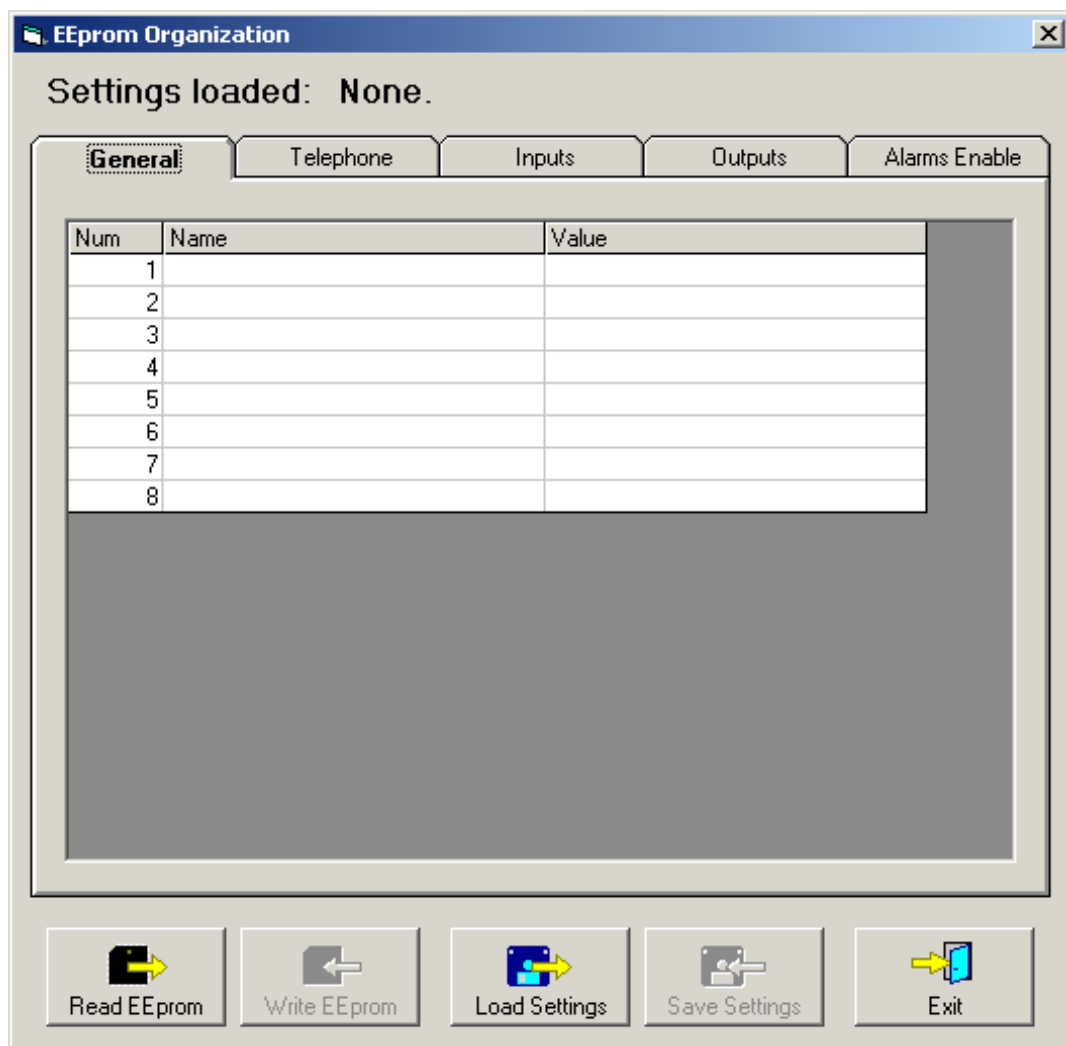 EEprom Organization
Settings loaded: None.
General Telephone Inputs Outputs Alarms Enable
Num Name Value
1
2
3
4
5
6
7
8
Read EEprom Write EEprom Load Settings Save Settings Exit